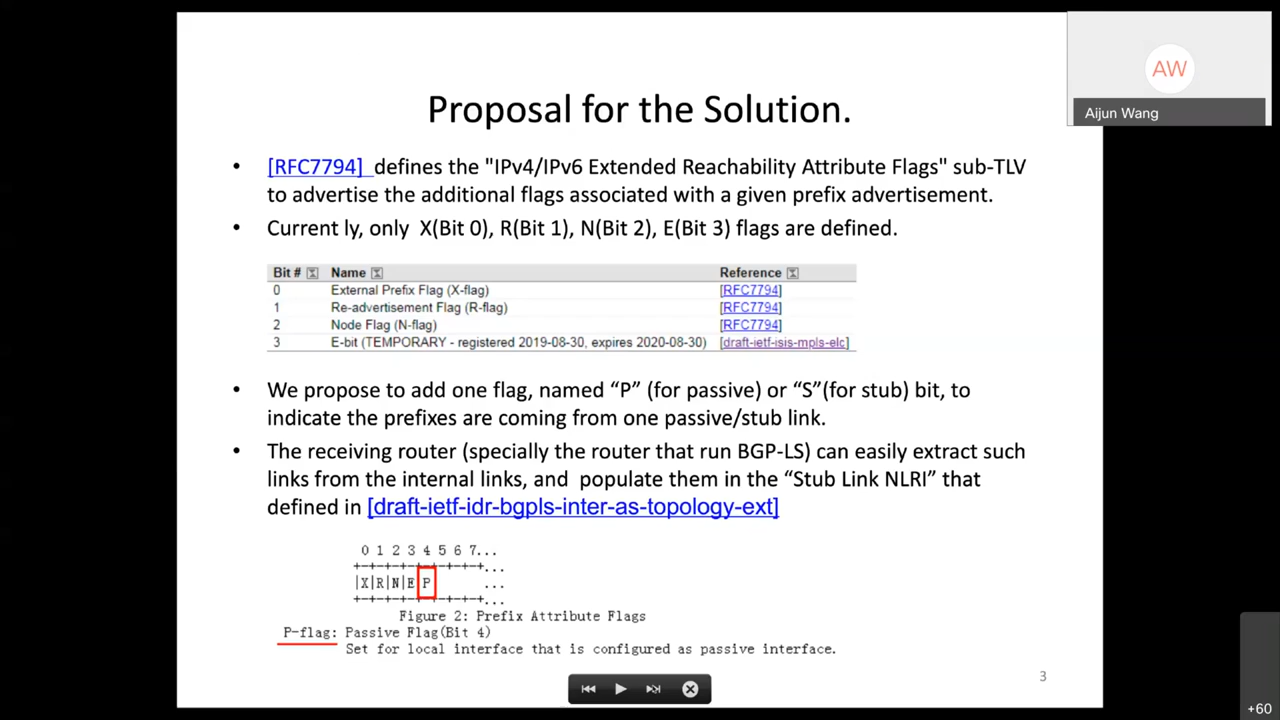 AW
Aijun Wang
Proposal for the Solution.
• [RFC7794] defines the "IPv4/IPv6 Extended Reachability Attribute Flags" sub-TLV
to advertise the additional flags associated with a given prefix advertisement.
• Current ly, only X(Bit 0), R(Bit 1), N(Bit 2), E(Bit 3) flags are defined.
Bit # Name Reference
0 External Prefix Flag (X-flag) [RFC7794]
1 Re-advertisement Flag (R-flag) [RFC7794]
2 Node Flag (N-flag) [RFC7794]
3 E-bit (TEMPORARY - registered 2019-08-30, expires 2020-08-30) [draft-ietf-isis-mpls-elc]
• We propose to add one flag, named “P” (for passive) or “S”(for stub) bit, to
indicate the prefixes are coming from one passive/stub link.
• The receiving router (specially the router that run BGP-LS) can easily extract such
links from the internal links, and populate them in the “Stub Link NLRI” that
defined in [draft-ietf-idr-bgpls-inter-as-topology-ext]
0 1 2 3 4 5 6 7...
+-+-+-+-+-+-+-+-+...
|X|R|N|E|P ...
+-+-+-+-+-+-+-+-+...
Figure 2: Prefix Attribute Flags
P-flag: Passive Flag(Bit 4)
Set for local interface that is configured as passive interface.
3
+60